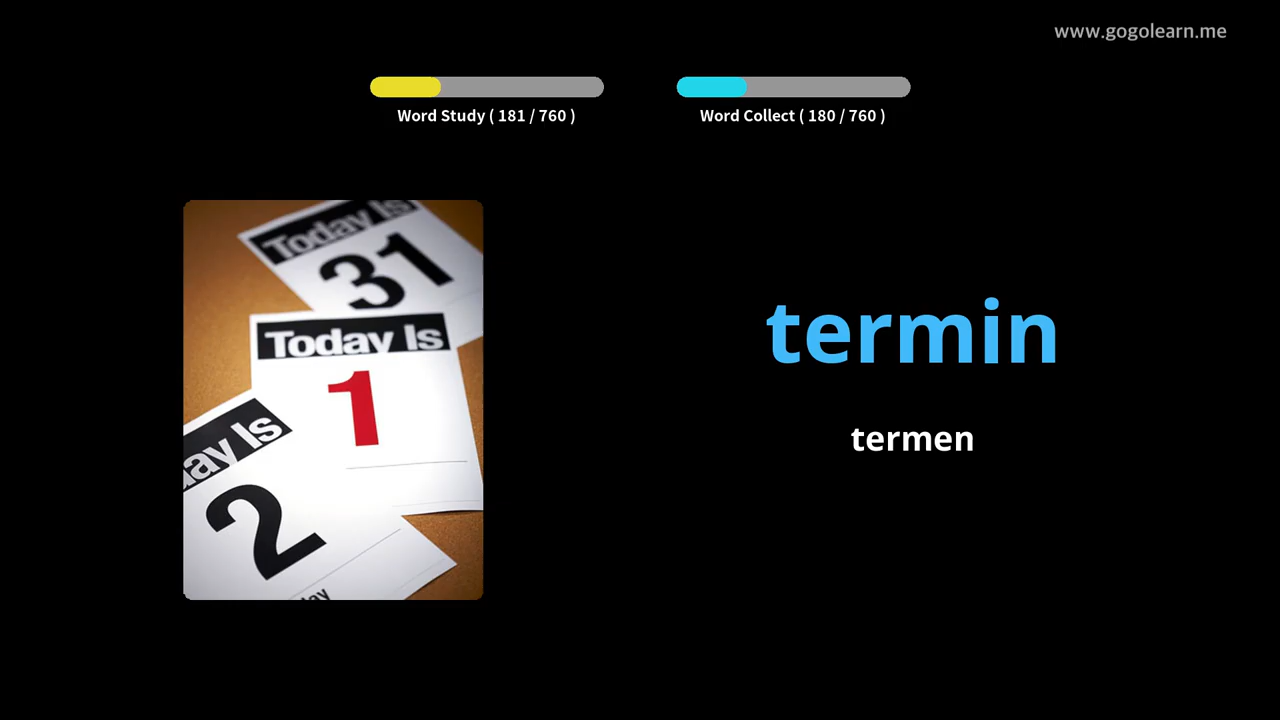 www.gogolearn.me
Word Study ( 181 / 760 )
Word Collect ( 180 / 760 )
Today Is
31
Today Is
1
ay Is
2
day
termin
termen